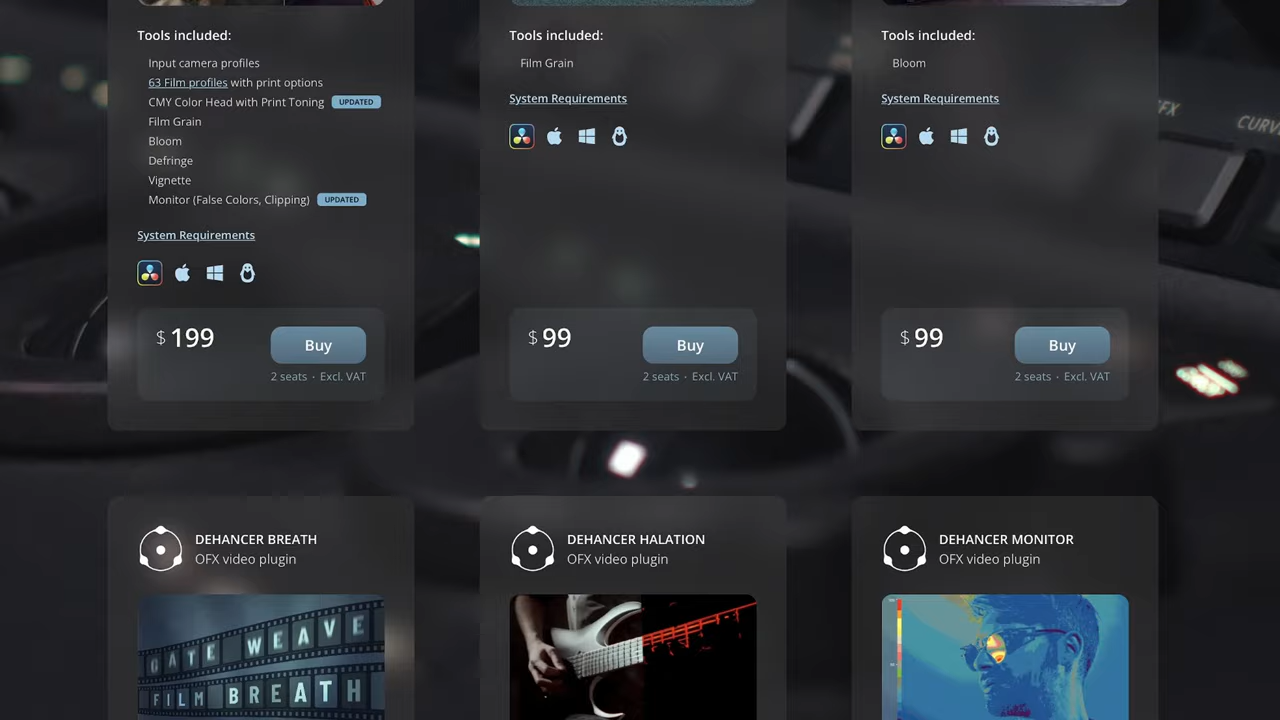 Tools included:
Input camera profiles
63 Film profiles with print options
CMY Color Head with Print Toning UPDATED
Film Grain
Bloom
Defringe
Vignette
Monitor (False Colors, Clipping) UPDATED
System Requirements
$ 199
Buy
2 seats · Excl. VAT
Tools included:
Film Grain
System Requirements
$ 99
Buy
2 seats · Excl. VAT
Tools included:
Bloom
System Requirements
$ 99
Buy
2 seats · Excl. VAT
CURV
DEHANCER BREATH
OFX video plugin
GATE WEAVE
FILM BREATH
DEHANCER HALATION
OFX video plugin
DEHANCER MONITOR
OFX video plugin